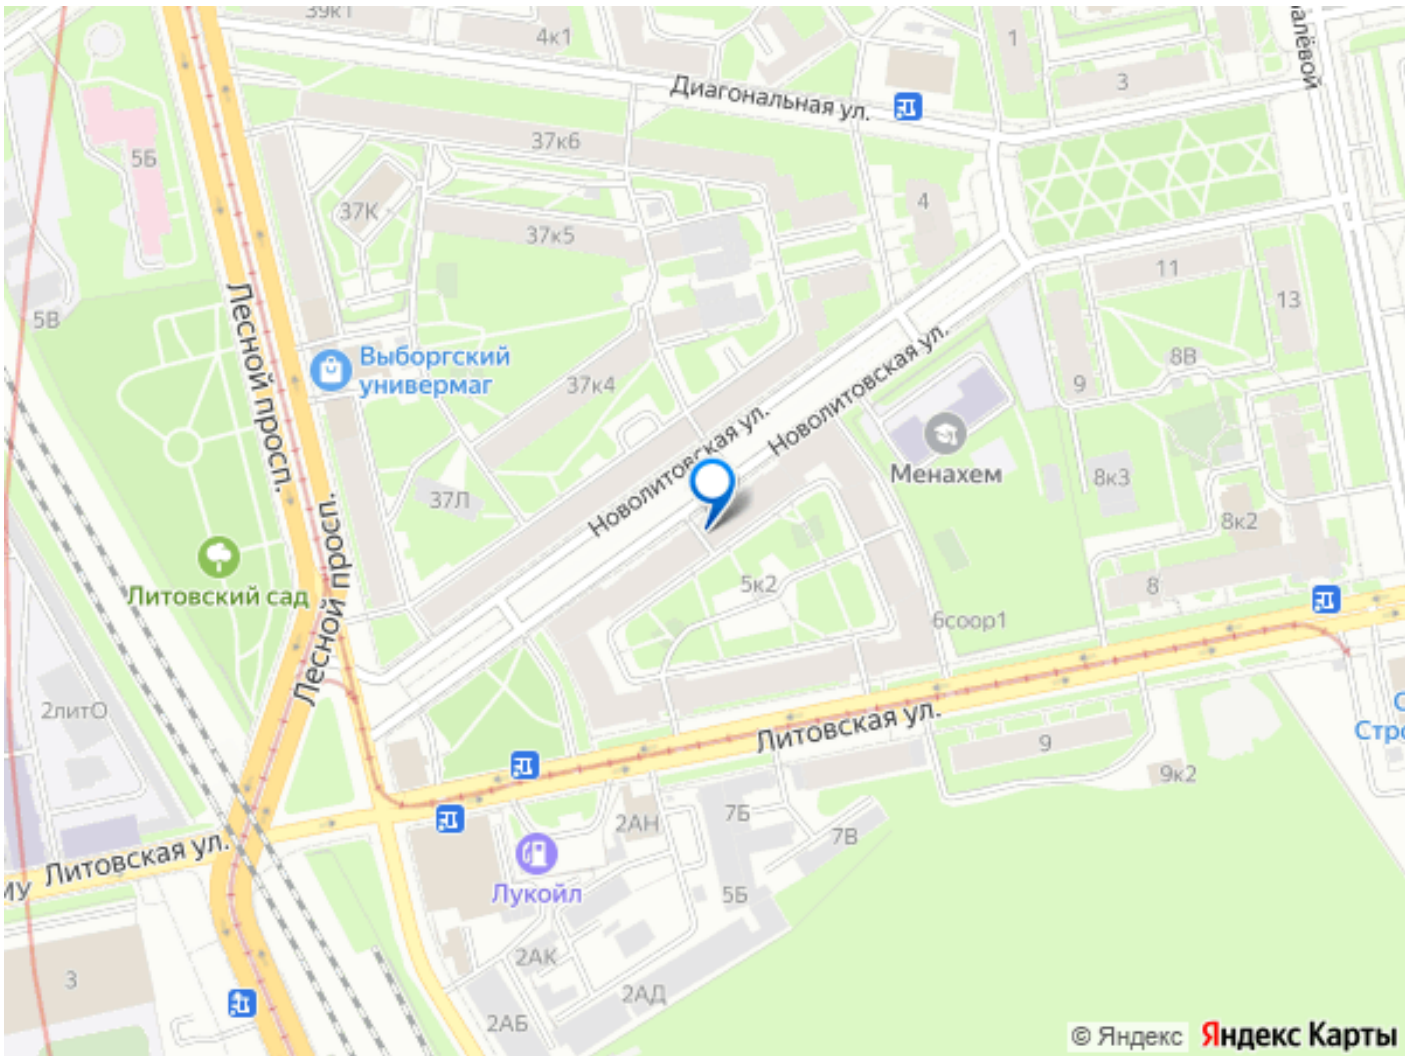 39к1
4к1
1
3
Диагональная ул.
37к6
5Б
37К
4
37к5
11
13
5В
Лесной просп.
Выборгский
универмаг
37к4
8В
9
Новолитовская ул.
Новолитовская ул.
Менахем
8к3
37Л
8к2
Литовский сад
5к2
8
6соор1
Лесной просп.
2литО
Литовская ул.
9
9к2
7Б
2АН
7В
Литовская ул.
Лукойл
5Б
2АК
3
2АД
2АБ
© Яндекс Яндекс Карты